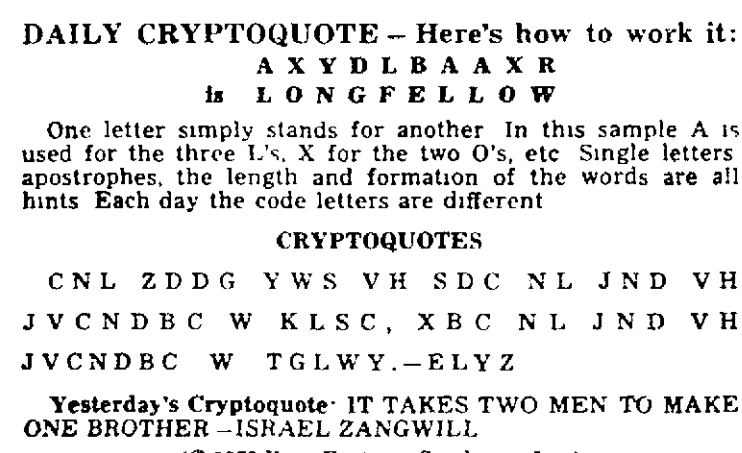 DAILY CRYPTOQUOTE – Here's how to work it:
A X Y D L B A A X R
is L O N G F E L L O W
One letter simply stands for another In this sample A is
used for the three L's, X for the two O's, etc Single letters
apostrophes, the length and formation of the words are all
hints Each day the code letters are different
CRYPTOQUOTES
CNL ZDDG YWS VH SDC NL JND VH
JVCNDBC W KLSC, XBC NL JND VH
JVCNDBC W TGLWY.–ELYZ
Yesterday's Cryptoquote· IT TAKES TWO MEN TO MAKE
ONE BROTHER –ISRAEL ZANGWILL